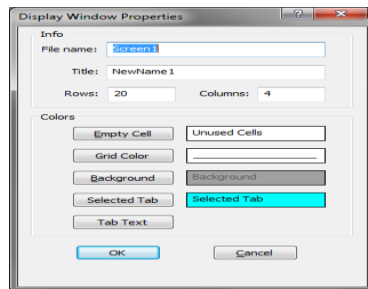 Display Window Properties
Info
File name: Screen1
Title: NewName1
Rows: 20 Columns: 4
Colors
Empty Cell Unused Cells
Grid Color
Background Background
Selected Tab Selected Tab
Tab Text
OK Cancel